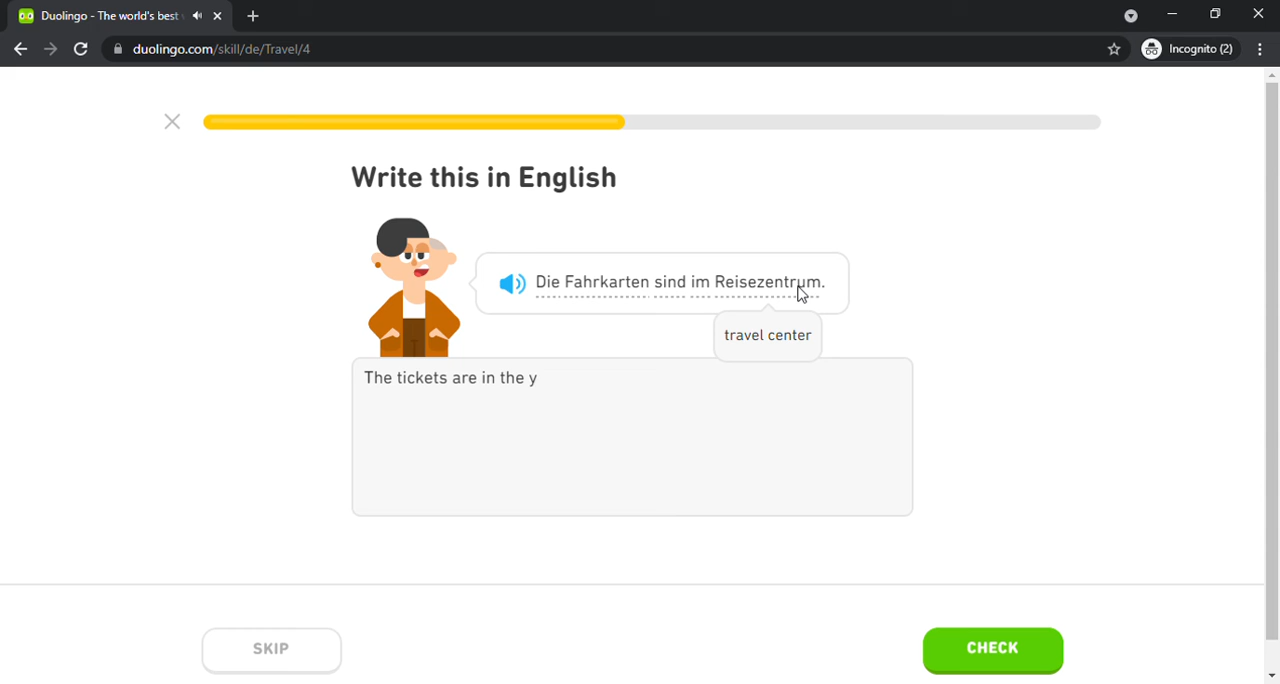 Duolingo - The world's best
duolingo.com/skill/de/Travel/4
Incognito (2)
Write this in English
Die Fahrkarten sind im Reisezentrum.
travel center
The tickets are in the y
SKIP
CHECK